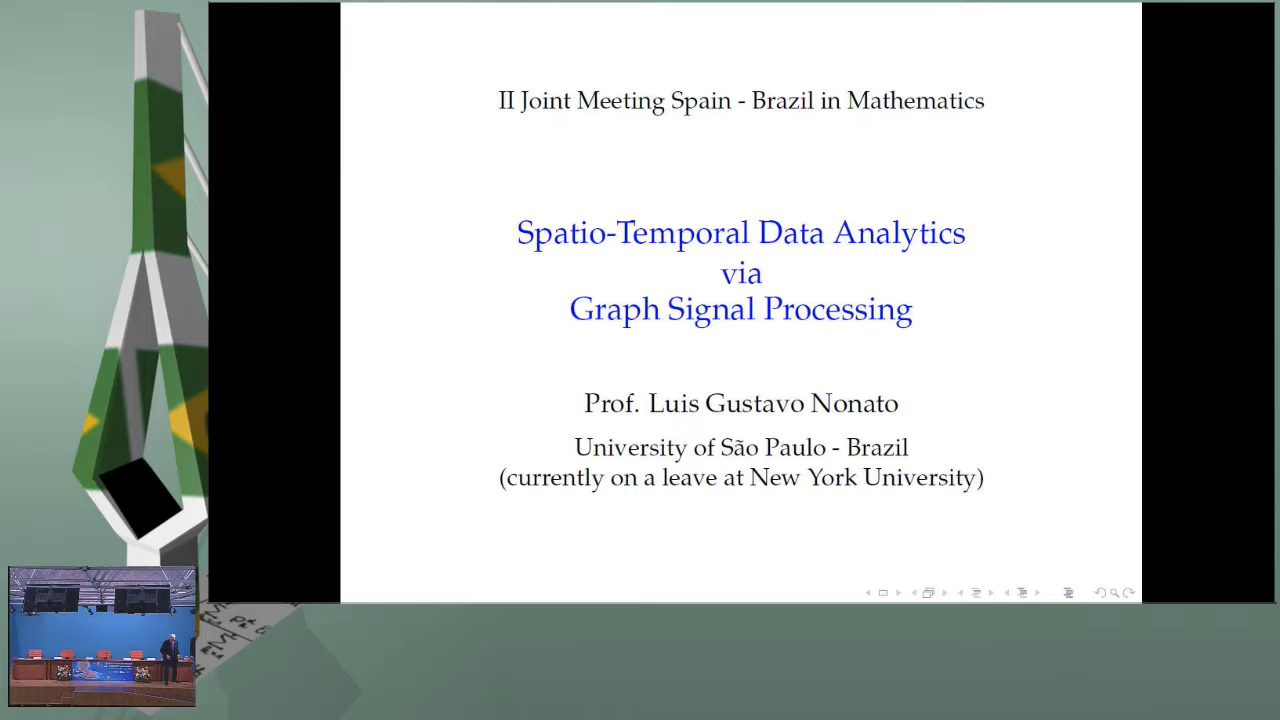 II Joint Meeting Spain - Brazil in Mathematics
Spatio-Temporal Data Analytics
via
Graph Signal Processing
Prof. Luis Gustavo Nonato
University of São Paulo - Brazil
(currently on a leave at New York University)